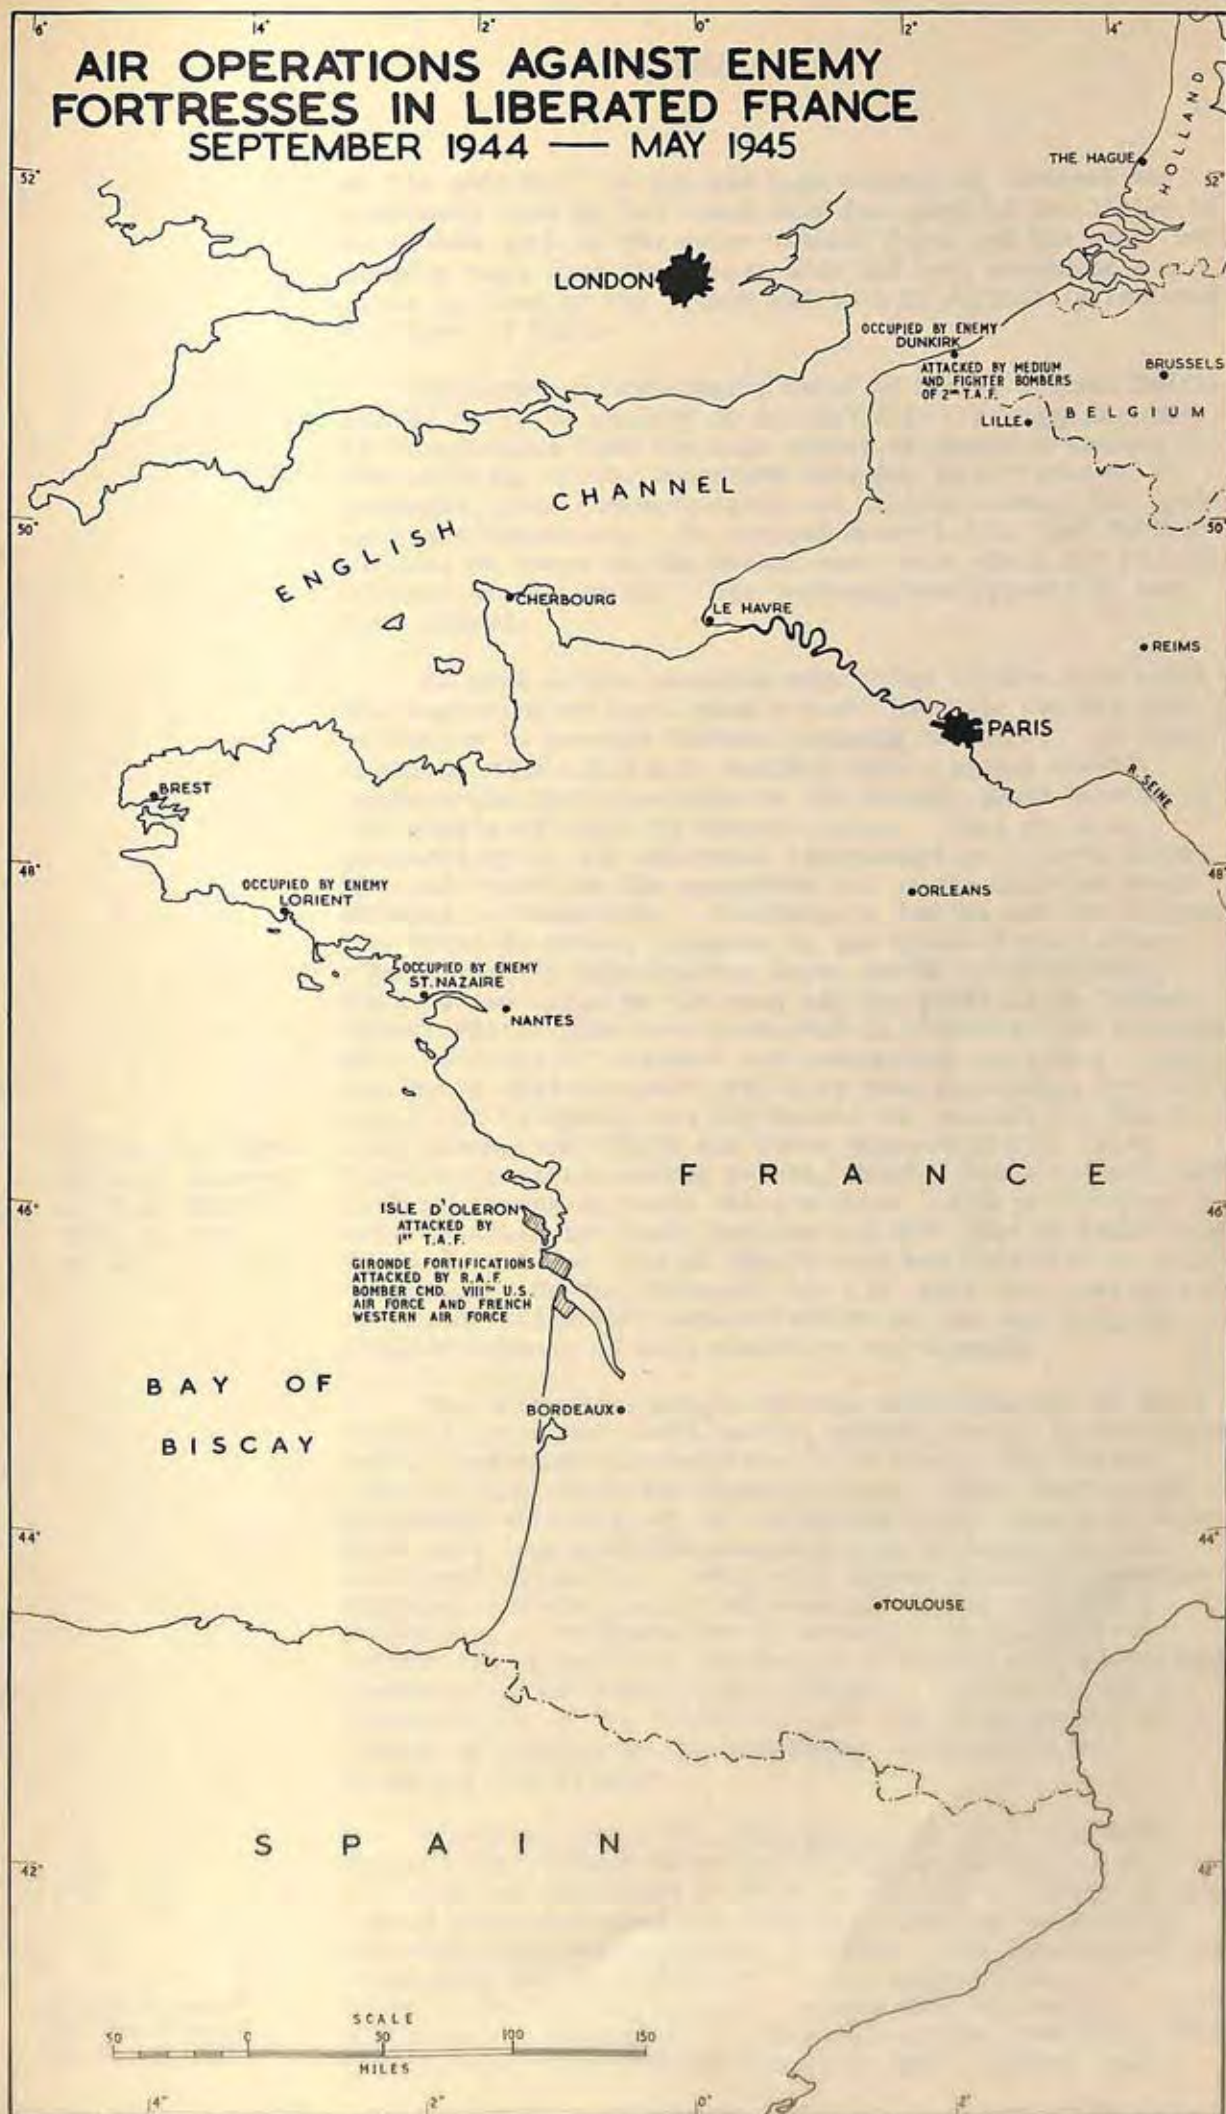 6° 4° 2° 0° 2° 4°
AIR OPERATIONS AGAINST ENEMY
FORTRESSES IN LIBERATED FRANCE
SEPTEMBER 1944 — MAY 1945
HOLLAND
THE HAGUE
52° 52°
LONDON
OCCUPIED BY ENEMY
DUNKIRK
ATTACKED BY MEDIUM
AND FIGHTER BOMBERS
OF 2ND T.A.F.
BRUSSELS
BELGIUM
LILLE
ENGLISH CHANNEL
50° 50°
CHERBOURG
LE HAVRE
REIMS
PARIS
R. SEINE
BREST
48° 48°
OCCUPIED BY ENEMY
LORIENT
ORLEANS
OCCUPIED BY ENEMY
ST. NAZAIRE
NANTES
FRANCE
46° 46°
ISLE D'OLERON
ATTACKED BY
1ST T.A.F.
GIRONDE FORTIFICATIONS
ATTACKED BY R.A.F.
BOMBER CMD. VIIITH U.S.
AIR FORCE AND FRENCH
WESTERN AIR FORCE
BAY OF
BISCAY
BORDEAUX
44° 44°
TOULOUSE
SPAIN
42° 42°
SCALE
50 0 50 100 150
MILES
4° 2° 0° 2°